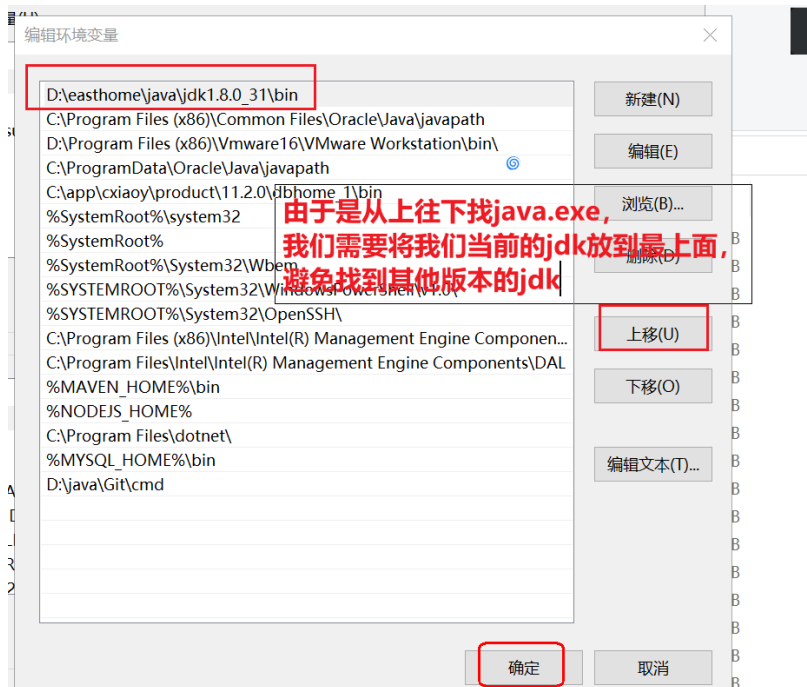 编辑环境变量
D:\easthome\java\jdk1.8.0_31\bin
C:\Program Files (x86)\Common Files\Oracle\Java\javapath
D:\Program Files (x86)\Vmware16\VMware Workstation\bin\
C:\ProgramData\Oracle\Java\javapath
C:\app\cxiaoy\product\11.2.0\dbhome_1\bin
%SystemRoot%\system32
%SystemRoot%
%SystemRoot%\System32\Wbem
%SYSTEMROOT%\System32\WindowsPowerShell\v1.0\
%SYSTEMROOT%\System32\OpenSSH\
C:\Program Files (x86)\Intel\Intel(R) Management Engine Componen...
C:\Program Files\Intel\Intel(R) Management Engine Components\DAL
%MAVEN_HOME%\bin
%NODEJS_HOME%
C:\Program Files\dotnet\
%MYSQL_HOME%\bin
D:\java\Git\cmd
由于是从上往下找java.exe，
我们需要将我们当前的jdk放到最上面，
避免找到其他版本的jdk
新建(N)
编辑(E)
浏览(B)...
删除(D)
上移(U)
下移(O)
编辑文本(T)...
确定
取消